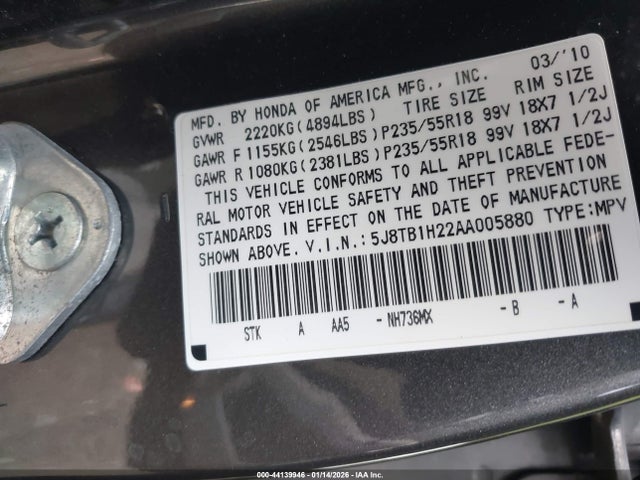 MFD. BY HONDA OF AMERICA MFG., INC. 03/'10
GVWR 2220KG(4894LBS) TIRE SIZE RIM SIZE
GAWR F1155KG(2546LBS)P235/55R18 99V 18X7 1/2J
GAWR R1080KG(2381LBS)P235/55R18 99V 18X7 1/2J
THIS VEHICLE CONFORMS TO ALL APPLICABLE FEDE-
RAL MOTOR VEHICLE SAFETY AND THEFT PREVENTION
STANDARDS IN EFFECT ON THE DATE OF MANUFACTURE
SHOWN ABOVE. V.I.N.:5J8TB1H22AA005880 TYPE:MPV
STK A AA5 - NH736MX - B - A
000-44139946 - 01/14/2026 - IAA Inc.